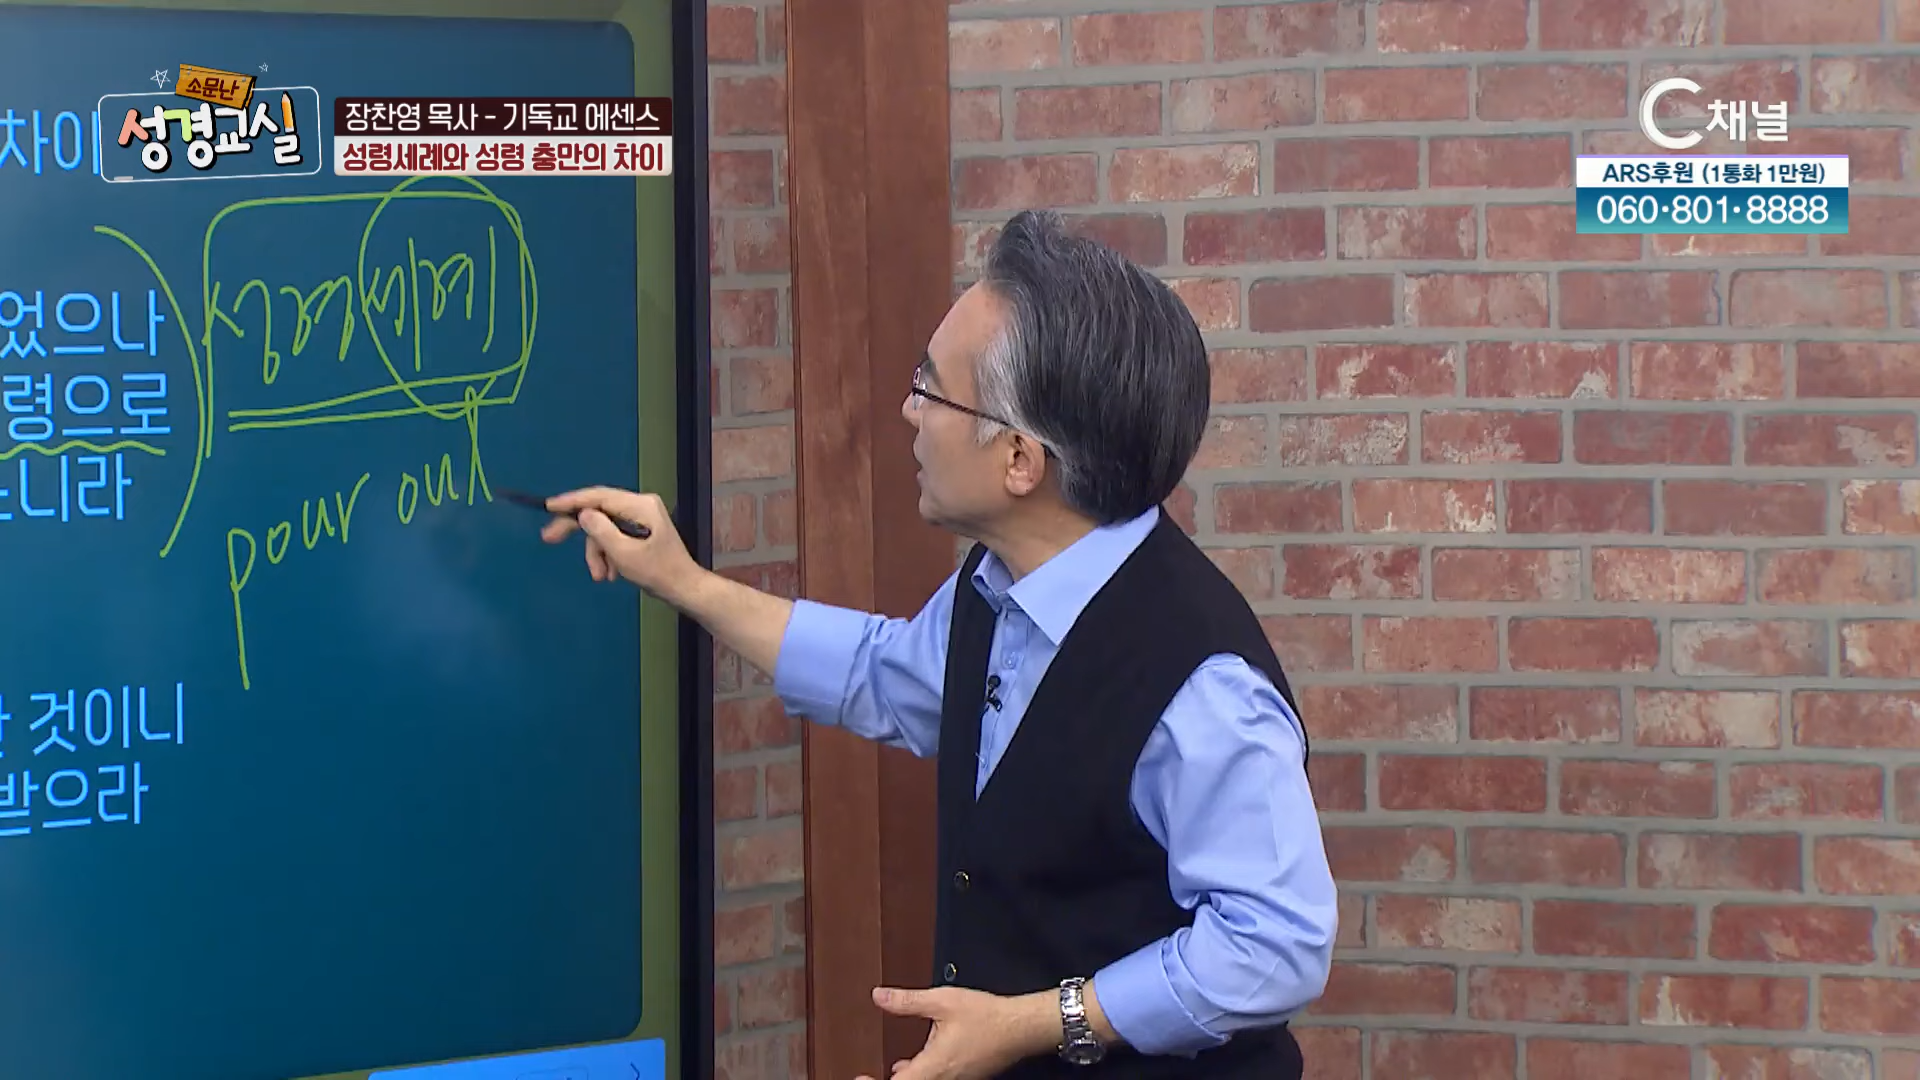 차이
소문난
성경교실
장찬영 목사 - 기독교 에센스
성령세례와 성령 충만의 차이
C채널
ARS후원 (1통화 1만원)
060·801·8888
성령세례
었으나
령으로
느니라
pour out
것이니
받으라